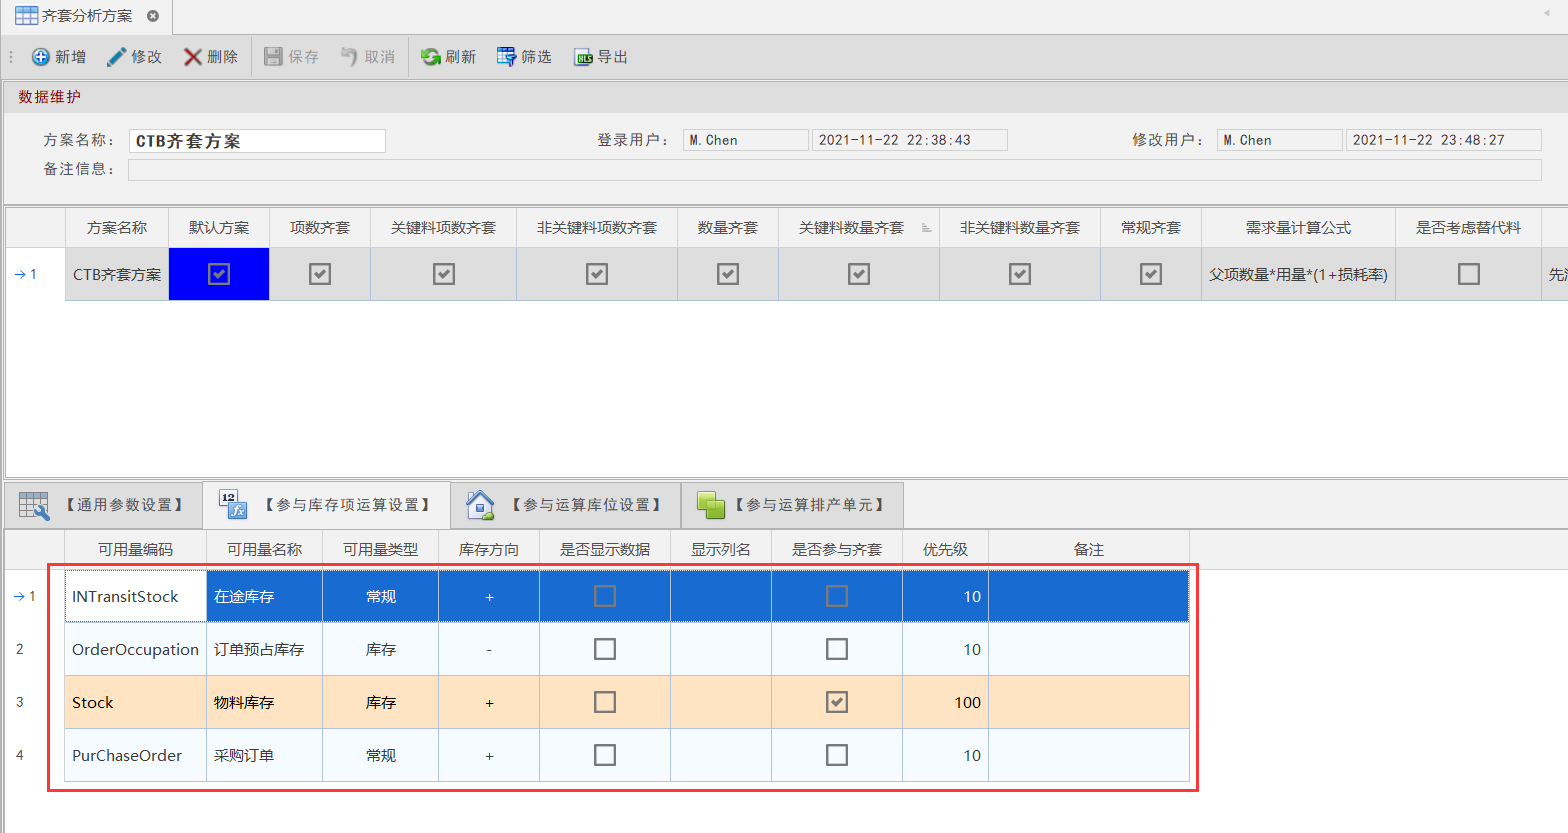 齐套分析方案
新增 修改 删除 保存 取消 刷新 筛选 XLS 导出
数据维护
方案名称： CTB齐套方案 登录用户： M.Chen 2021-11-22 22:38:43 修改用户： M.Chen 2021-11-22 23:48:27
备注信息：
方案名称 默认方案 项数齐套 关键料项数齐套 非关键料项数齐套 数量齐套 关键料数量齐套 非关键料数量齐套 常规齐套 需求量计算公式 是否考虑替代料
1 CTB齐套方案 父项数量*用量*(1+损耗率)
【通用参数设置】 12 fx 【参与库存项运算设置】 【参与运算库位设置】 【参与运算排产单元】
可用量编码 可用量名称 可用量类型 库存方向 是否显示数据 显示列名 是否参与齐套 优先级 备注
1 INTransitStock 在途库存 常规 + 10
2 OrderOccupation 订单预占库存 库存 - 10
3 Stock 物料库存 库存 + 100
4 PurChaseOrder 采购订单 常规 + 10